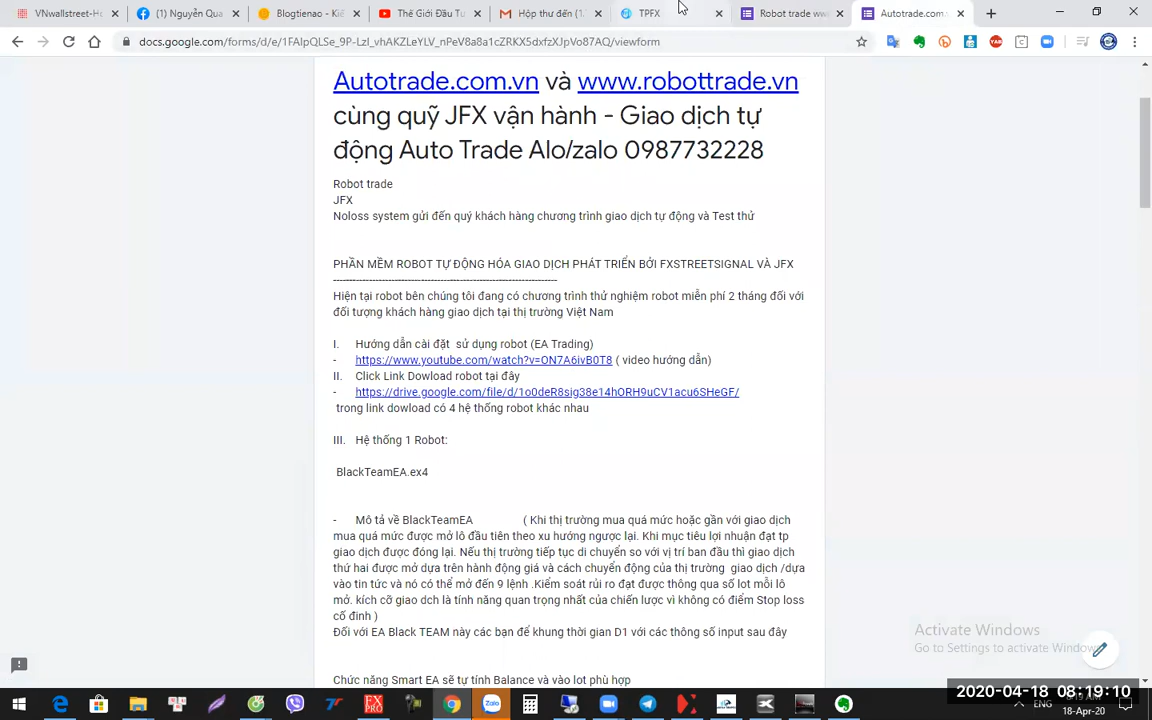 VNwallstreet-Ho
(1) Nguyễn Qua
Blogtienao - Kiế
Thế Giới Đầu Tư
Hộp thư đến (1.
TPFX
Robot trade ww
Autotrade.com.
docs.google.com/forms/d/e/1FAIpQLSe_9P-LzI_vhAKZLeYLV_nPeV8a8a1cZRKX5dxfzXJpVo87AQ/viewform
Autotrade.com.vn và www.robottrade.vn
cùng quỹ JFX vận hành - Giao dịch tự
động Auto Trade Alo/zalo 0987732228
Robot trade
JFX
Noloss system gửi đến quý khách hàng chương trình giao dịch tự động và Test thử
PHẦN MỀM ROBOT TỰ ĐỘNG HÓA GIAO DỊCH PHÁT TRIỂN BỞI FXSTREETSIGNAL VÀ JFX
--------------------------------------------------------------------------
Hiện tại robot bên chúng tôi đang có chương trình thử nghiệm robot miễn phí 2 tháng đối với
đối tượng khách hàng giao dịch tại thị trường Việt Nam
I. Hướng dẫn cài đặt sử dụng robot (EA Trading)
- https://www.youtube.com/watch?v=ON7A6ivB0T8 ( video hướng dẫn)
II. Click Link Dowload robot tại đây
- https://drive.google.com/file/d/1o0deR8sig38e14hORH9uCV1acu6SHeGF/
trong link dowload có 4 hệ thống robot khác nhau
III. Hệ thống 1 Robot:
BlackTeamEA.ex4
- Mô tả về BlackTeamEA ( Khi thị trường mua quá mức hoặc gần với giao dịch
mua quá mức được mở lô đầu tiên theo xu hướng ngược lại. Khi mục tiêu lợi nhuận đạt tp
giao dịch được đóng lại. Nếu thị trường tiếp tục di chuyển so với vị trí ban đầu thì giao dịch
thứ hai được mở dựa trên hành động giá và cách chuyển động của thị trường giao dịch /dựa
vào tin tức và nó có thể mở đến 9 lệnh .Kiểm soát rủi ro đạt được thông qua số lot mỗi lô
mở. kích cỡ giao dch là tính năng quan trọng nhất của chiến lược vì không có điểm Stop loss
cố đinh )
Đối với EA Black TEAM này các bạn để khung thời gian D1 với các thông số input sau đây
Chức năng Smart EA sẽ tự tính Balance và vào lot phù hợp
Activate Windows
Go to Settings to activate Windows
FX
PRO
Zalo
ENG
2020-04-18 08:19:10
18-Apr-20